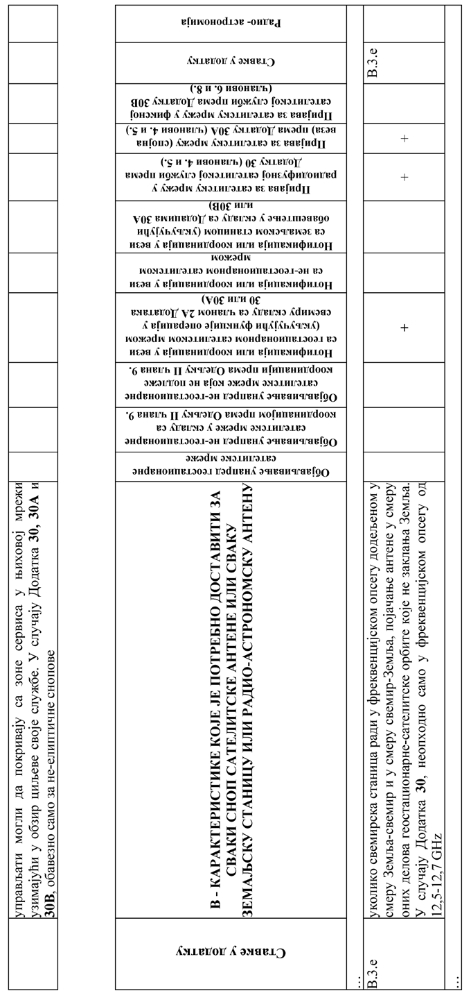 управљати могли да покривају са зоне сервиса у њиховој мрежи
узимајући у обзир циљеве своје службе. У случају Додатка 30, 30A и
30B, обавезно само за не-елиптичне снопове
Ставке у додатку
B - КАРАКТЕРИСТИКЕ КОЈЕ ЈЕ ПОТРЕБНО ДОСТАВИТИ ЗА
СВАКИ СНОП САТЕЛИТСКЕ АНТЕНЕ ИЛИ СВАКУ
ЗЕМАЉСКУ СТАНИЦУ ИЛИ РАДИО-АСТРОНОМСКУ АНТЕНУ
Објављивање унапред геостационарне
сателитске мреже
Објављивање унапред не-геостационарне
сателитске мреже у складу са
координацијом према Одељку II члана 9.
Објављивање унапред не-геостационарне
сателитске мреже која не подлеже
координацији према Одељку II члана 9.
Нотификација или координација у вези
са геостационарном сателитском мрежом
(укључујући функције операција у
свемиру складу са чланом 2A Додатака
30 или 30A)
Нотификација или координација у вези
са не-геостационарном сателитском
мрежом
Нотификација или координација у вези
са земаљском станицом (укључујући
обавештење у складу са Додацима 30A
или 30B)
Пријава за сателитску мрежу у
радиодифузној сателитској служби према
Додатку 30 (чланови 4. и 5.)
Пријава за сателитску мрежу (спојна
веза) према Додатку 30A (чланови 4. и 5.)
Пријава за сателитску мрежу у фиксној
сателитској служби према Додатку 30B
(чланови 6. и 8.)
Ставке у додатку
Радио- астрономија
...
B.3.e
уколико свемирска станица ради у фреквенцијском опсегу додељеном у
смеру Земља-свемир и у смеру свемир-Земља, појачање антене у смеру
оних делова геостационарне-сателитске орбите које не заклања Земља.
У случају Додатка 30, неопходно само у фреквенцијском опсегу од
12,5-12,7 GHz
+
+
+
B.3.e
...